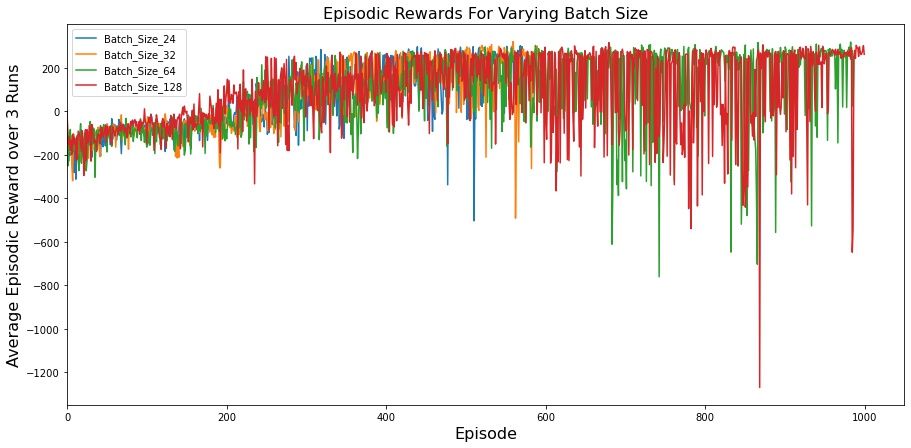 Episodic Rewards For Varying Batch Size
Batch_Size_24
Batch_Size_32
Batch_Size_64
Batch_Size_128
Average Episodic Reward over 3 Runs
200
0
−200
−400
−600
−800
−1000
−1200
0
200
400
600
800
1000
Episode